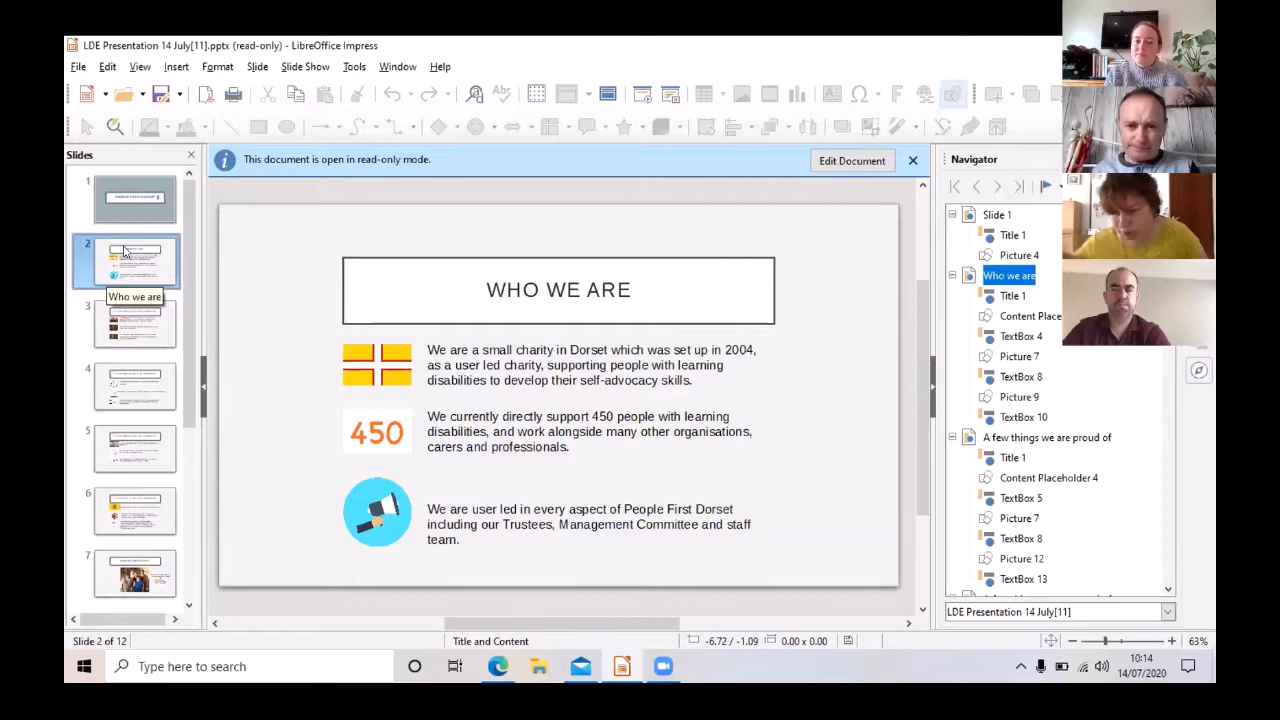 LDE Presentation 14 July[11].pptx (read-only) - LibreOffice Impress
File Edit View Insert Format Slide Slide Show Tools Window Help
Slides
This document is open in read-only mode.
Edit Document
Navigator
1
2
Who we are
3
4
5
6
7
WHO WE ARE
We are a small charity in Dorset which was set up in 2004,
as a user led charity, supporting people with learning
disabilities to develop their self-advocacy skills.
450
We currently directly support 450 people with learning
disabilities, and work alongside many other organisations,
carers and professionals.
We are user led in every aspect of People First Dorset
including our Trustees, Management Committee and staff
team.
Slide 1
Title 1
Picture 4
Who we are
Title 1
Content Place
TextBox 4
Picture 7
TextBox 8
Picture 9
TextBox 10
A few things we are proud of
Title 1
Content Placeholder 4
TextBox 5
Picture 7
TextBox 8
Picture 12
TextBox 13
LDE Presentation 14 July[11]
Slide 2 of 12
Title and Content
-6.72 / -1.09
0.00 x 0.00
63%
Type here to search
10:14
14/07/2020